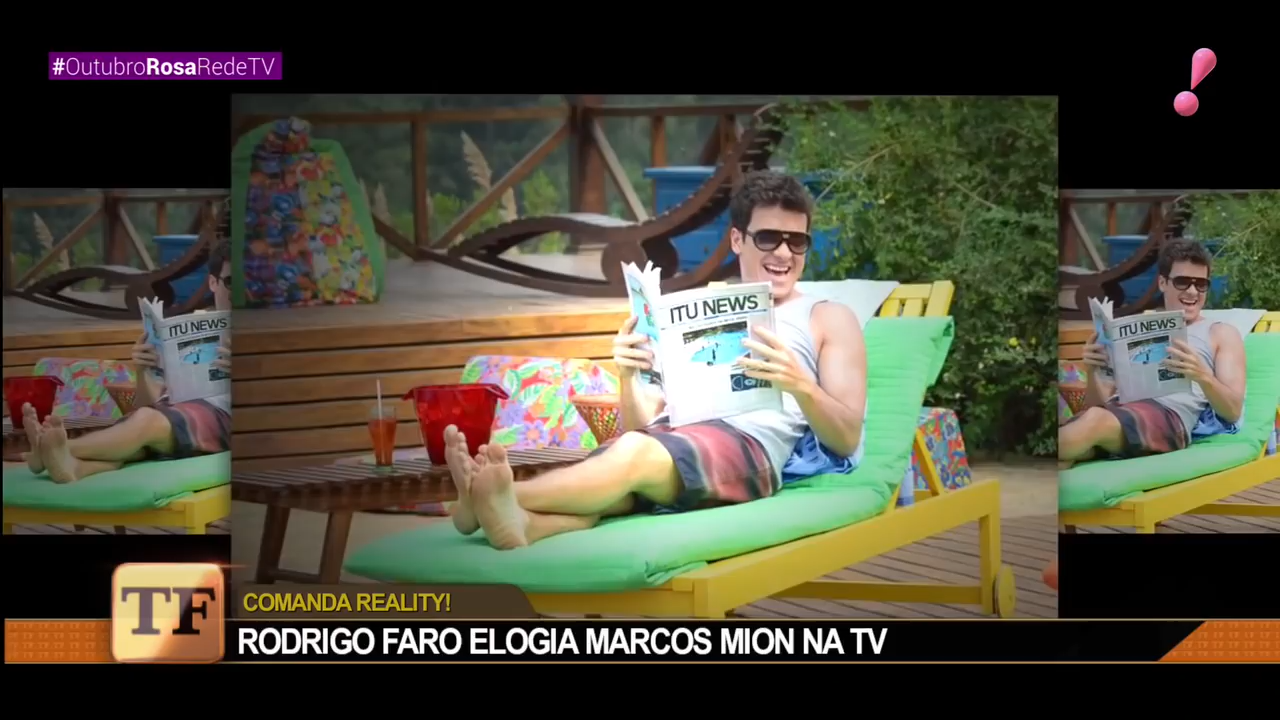 #OutubroRosaRedeTV
ITU NEWS
ITU NEWS
ITU NEWS
TF
COMANDA REALITY!
RODRIGO FARO ELOGIA MARCOS MION NA TV